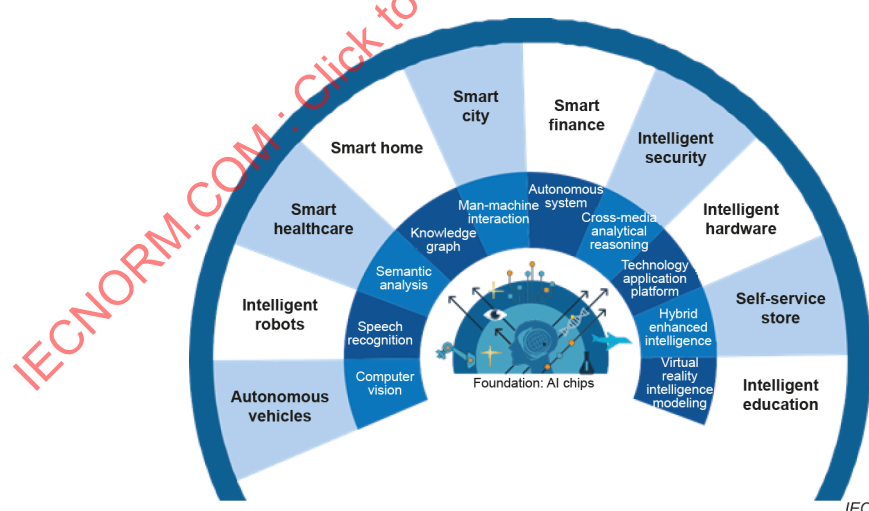 IECNORM.COM : Click to
Smart
city
Smart
finance
Smart home
Intelligent
security
Smart
healthcare
Intelligent
hardware
Intelligent
robots
Self-service
store
Autonomous
vehicles
Intelligent
education
Autonomous
system
Man-machine
interaction
Cross-media
analytical
reasoning
Knowledge
graph
Technology
application
platform
Semantic
analysis
Hybrid
enhanced
intelligence
Speech
recognition
Virtual
reality
intelligence
modeling
Computer
vision
Foundation: AI chips
IEC